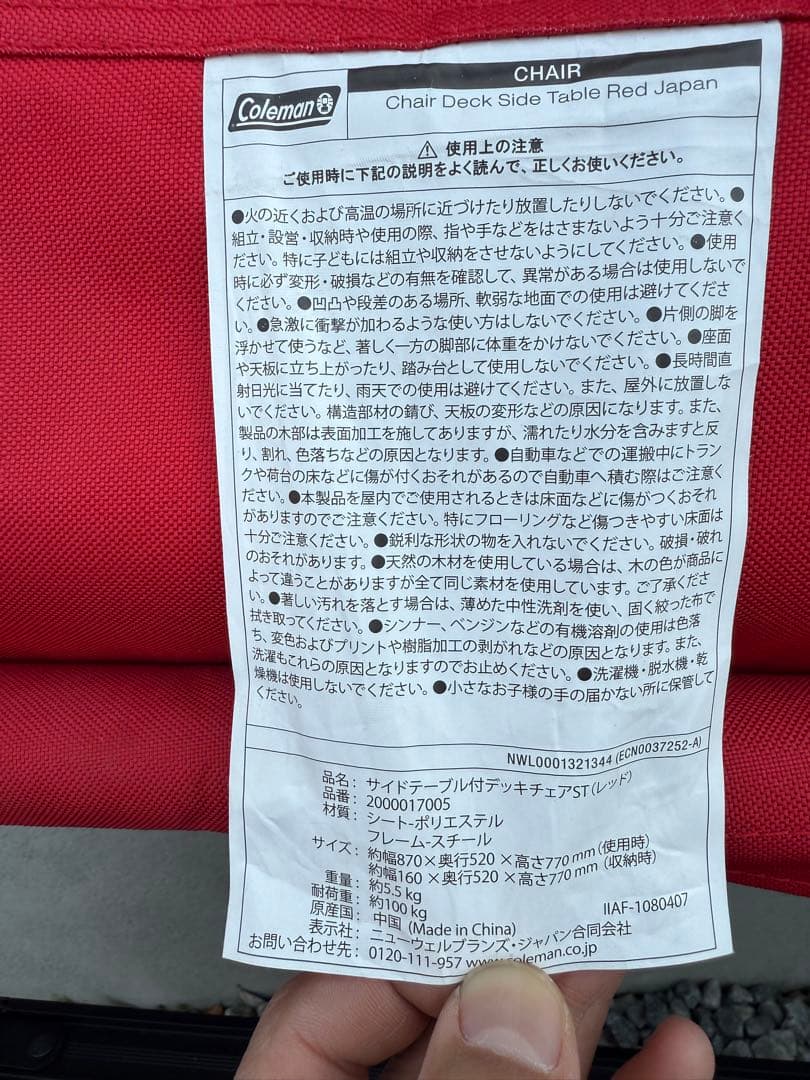 Coleman
CHAIR
Chair Deck Side Table Red Japan
⚠ 使用上の注意
ご使用時に下記の説明をよく読んで、正しくお使いください。
●火の近くおよび高温の場所に近づけたり放置したりしないでください。●
組立・設営・収納時や使用の際、指や手などをはさまないよう十分ご注意く
ださい。特に子どもには組立や収納をさせないようにしてください。●使用
時に必ず変形・破損などの有無を確認して、異常がある場合は使用しないで
ください。●凹凸や段差のある場所、軟弱な地面での使用は避けてくださ
い。●急激に衝撃が加わるような使い方はしないでください。●片側の脚を
浮かせて使うなど、著しく一方の脚部に体重をかけないでください。●座面
や天板に立ち上がったり、踏み台として使用しないでください。●長時間直
射日光に当てたり、雨天での使用は避けてください。また、屋外に放置しな
いでください。構造部材の錆び、天板の変形などの原因になります。また、
製品の木部は表面加工を施してありますが、濡れたり水分を含みますと反
り、割れ、色落ちなどの原因となります。●自動車などでの運搬中にトラン
クや荷台の床などに傷が付くおそれがあるので自動車へ積む際はご注意く
ださい。●本製品を屋内でご使用されるときは床面などに傷がつくおそれ
がありますのでご注意ください。特にフローリングなど傷つきやすい床面は
十分ご注意ください。●鋭利な形状の物を入れないでください。破損・破れ
のおそれがあります。●天然の木材を使用している場合は、木の色が商品に
よって違うことがありますが全て同じ素材を使用しています。ご了承くださ
い。●著しい汚れを落とす場合は、薄めた中性洗剤を使い、固く絞った布で
拭き取ってください。●シンナー、ベンジンなどの有機溶剤の使用は色落
ち、変色およびプリントや樹脂加工の剥がれなどの原因となります。また、
洗濯もこれらの原因となりますのでお止めください。●洗濯機・脱水機・乾
燥機は使用しないでください。●小さなお子様の手の届かない所に保管して
ください。
NWL0001321344 (ECN0037252-A)
品名： サイドテーブル付デッキチェアST（レッド）
品番： 2000017005
材質： シート-ポリエステル
フレーム-スチール
サイズ： 約幅870×奥行520×高さ770㎜（使用時）
約幅160×奥行520×高さ770㎜（収納時）
重量： 約5.5 kg
耐荷重： 約100 kg
原産国： 中国 (Made in China)
IIAF-1080407
表示社： ニューウェルブランズ・ジャパン合同会社
お問い合わせ先： 0120-111-957 www.coleman.co.jp